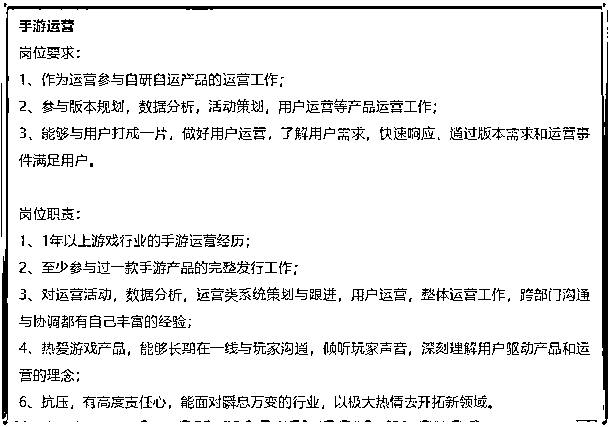 手游运营
岗位要求：
1、作为运营参与自研自运产品的运营工作；
2、参与版本规划，数据分析，活动策划，用户运营等产品运营工作；
3、能够与用户打成一片，做好用户运营，了解用户需求，快速响应、通过版本需求和运营事
件满足用户。
岗位职责：
1、1年以上游戏行业的手游运营经历；
2、至少参与过一款手游产品的完整发行工作；
3、对运营活动，数据分析，运营类系统策划与跟进，用户运营，整体运营工作，跨部门沟通
与协调都有自己丰富的经验；
4、热爱游戏产品，能够长期在一线与玩家沟通，倾听玩家声音，深刻理解用户驱动产品和运
营的理念；
6、抗压，有高度责任心，能面对瞬息万变的行业，以极大热情去开拓新领域。